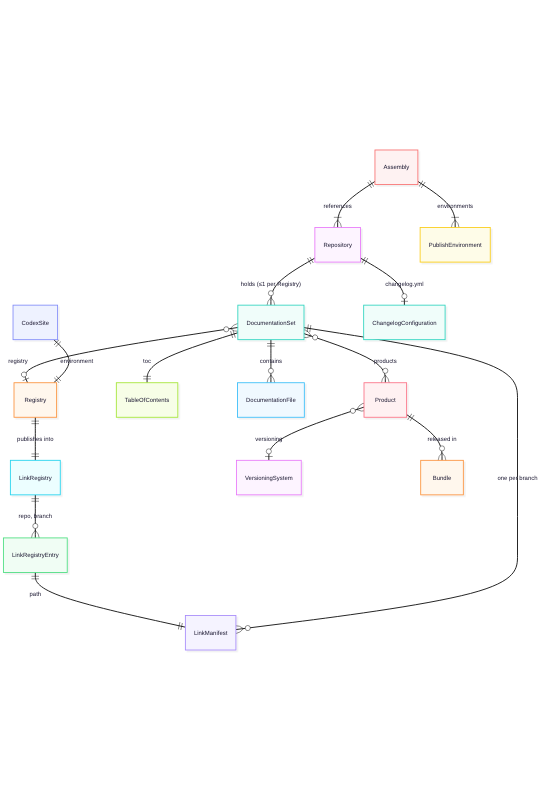 Assembly
references
environments
Repository
PublishEnvironment
holds (≤1 per Registry)
changelog.yml
CodexSite
DocumentationSet
ChangelogConfiguration
registry
environment
toc
contains
products
Registry
TableOfContents
DocumentationFile
Product
publishes into
versioning
released in
LinkRegistry
VersioningSystem
Bundle
one per branch
repo, branch
LinkRegistryEntry
path
LinkManifest